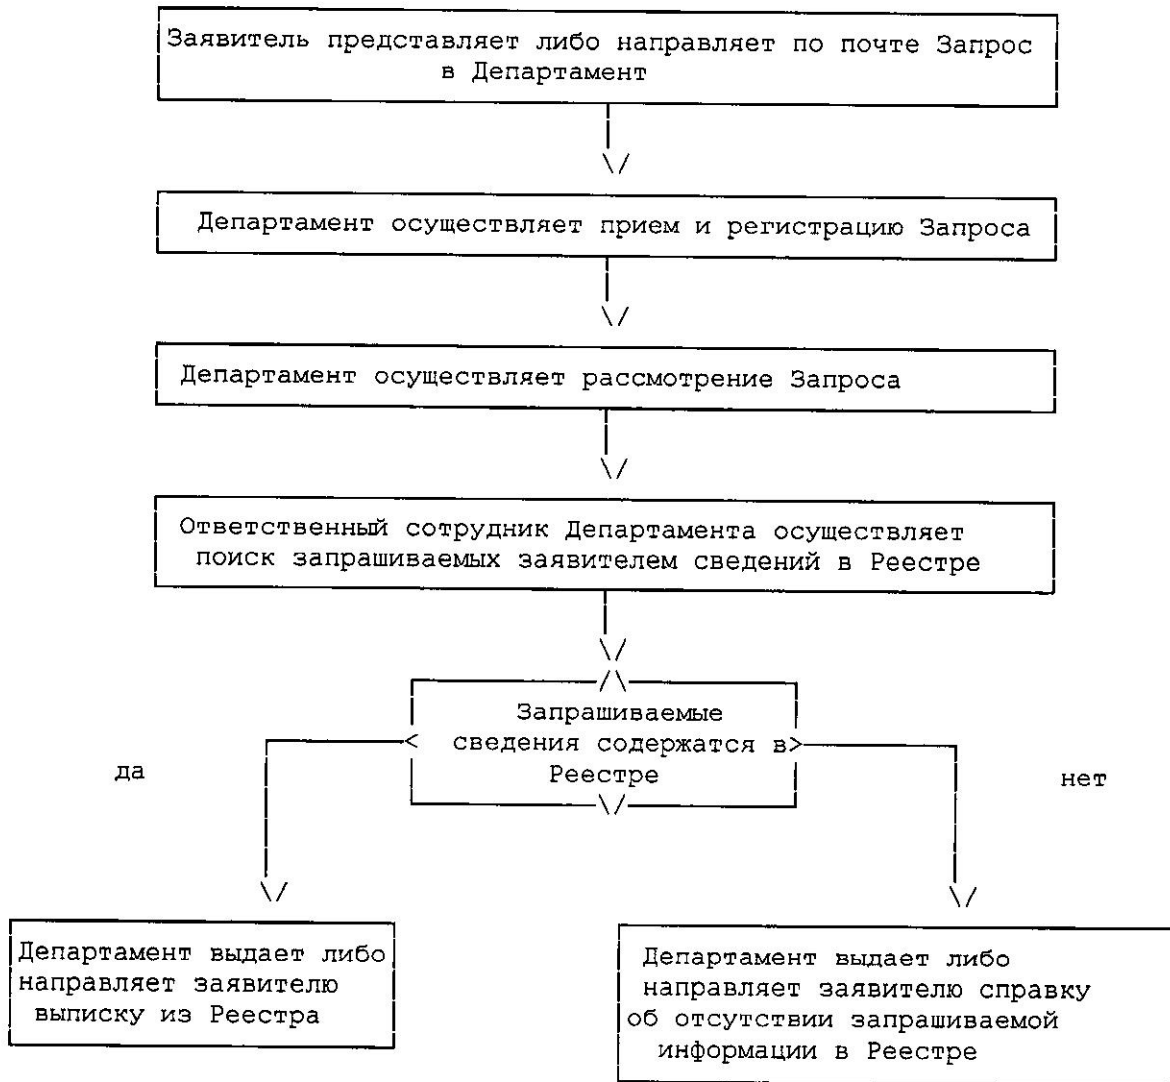 Заявитель представляет либо направляет по почте Запрос
в Департамент
Департамент осуществляет прием и регистрацию Запроса
Департамент осуществляет рассмотрение Запроса
Ответственный сотрудник Департамента осуществляет
поиск запрашиваемых заявителем сведений в Реестре
Запрашиваемые
сведения содержатся в
Реестре
да
нет
Департамент выдает либо
направляет заявителю
выписку из Реестра
Департамент выдает либо
направляет заявителю справку
об отсутствии запрашиваемой
информации в Реестре